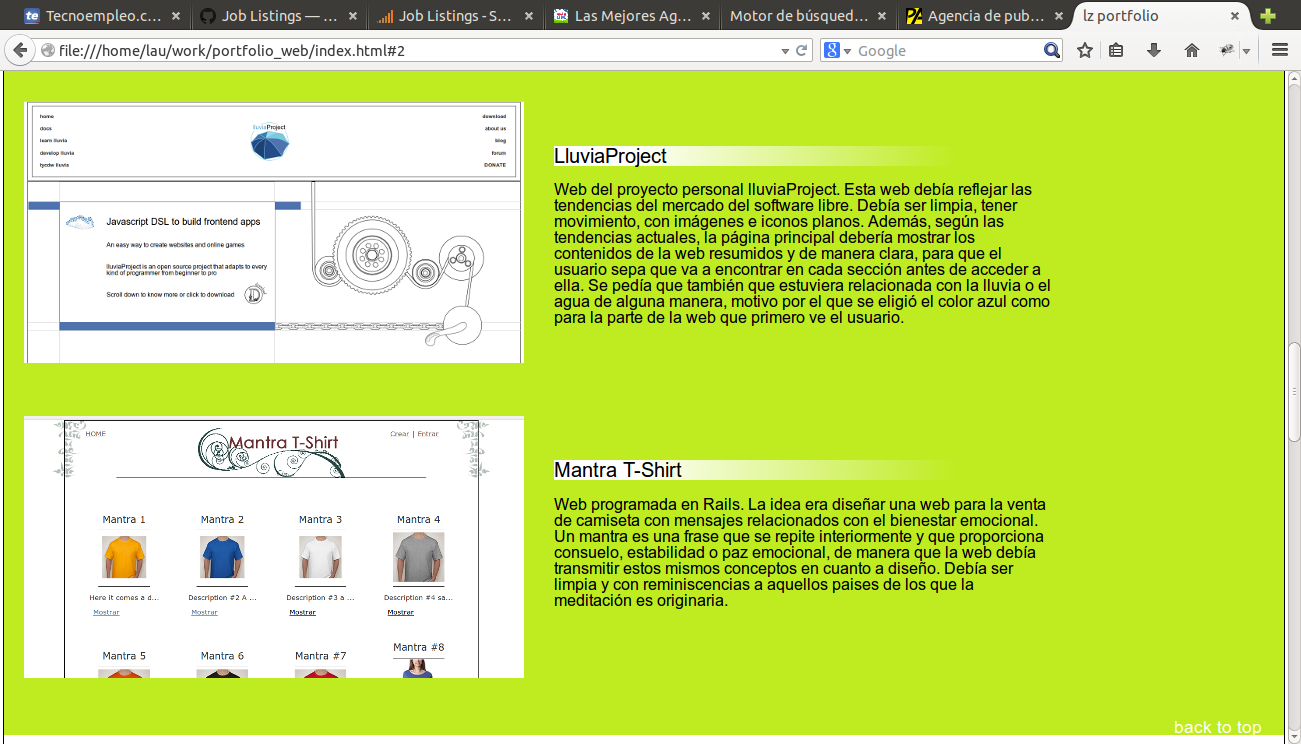 Tecnoempleo.c...
Job Listings — ...
Job Listings - S...
Las Mejores Ag...
Motor de búsqued...
Agencia de pub...
lz portfolio
file:///home/lau/work/portfolio_web/index.html#2
Google
home
docs
learn lluvia
develop lluvia
tycdw lluvia
lluviaProject
download
about us
blog
forum
DONATE
Javascript DSL to build frontend apps
An easy way to create websites and online games
lluviaProject is an open source project that adapts to every
kind of programmer from beginner to pro
Scroll down to know more or click to download
LluviaProject
Web del proyecto personal lluviaProject. Esta web debía reflejar las
tendencias del mercado del software libre. Debía ser limpia, tener
movimiento, con imágenes e iconos planos. Además, según las
tendencias actuales, la página principal debería mostrar los
contenidos de la web resumidos y de manera clara, para que el
usuario sepa que va a encontrar en cada sección antes de acceder a
ella. Se pedía que también que estuviera relacionada con la lluvia o el
agua de alguna manera, motivo por el que se eligió el color azul como
para la parte de la web que primero ve el usuario.
HOME
Mantra T-Shirt
Crear | Entrar
Mantra 1
Mantra 2
Mantra 3
Mantra 4
Here it comes a d...
Description #2 A ...
Description #3 a ...
Description #4 sa...
Mostrar
Mostrar
Mostrar
Mostrar
Mantra 5
Mantra 6
Mantra #7
Mantra #8
Mantra T-Shirt
Web programada en Rails. La idea era diseñar una web para la venta
de camiseta con mensajes relacionados con el bienestar emocional.
Un mantra es una frase que se repite interiormente y que proporciona
consuelo, estabilidad o paz emocional, de manera que la web debía
transmitir estos mismos conceptos en cuanto a diseño. Debía ser
limpia y con reminiscencias a aquellos paises de los que la
meditación es originaria.
back to top